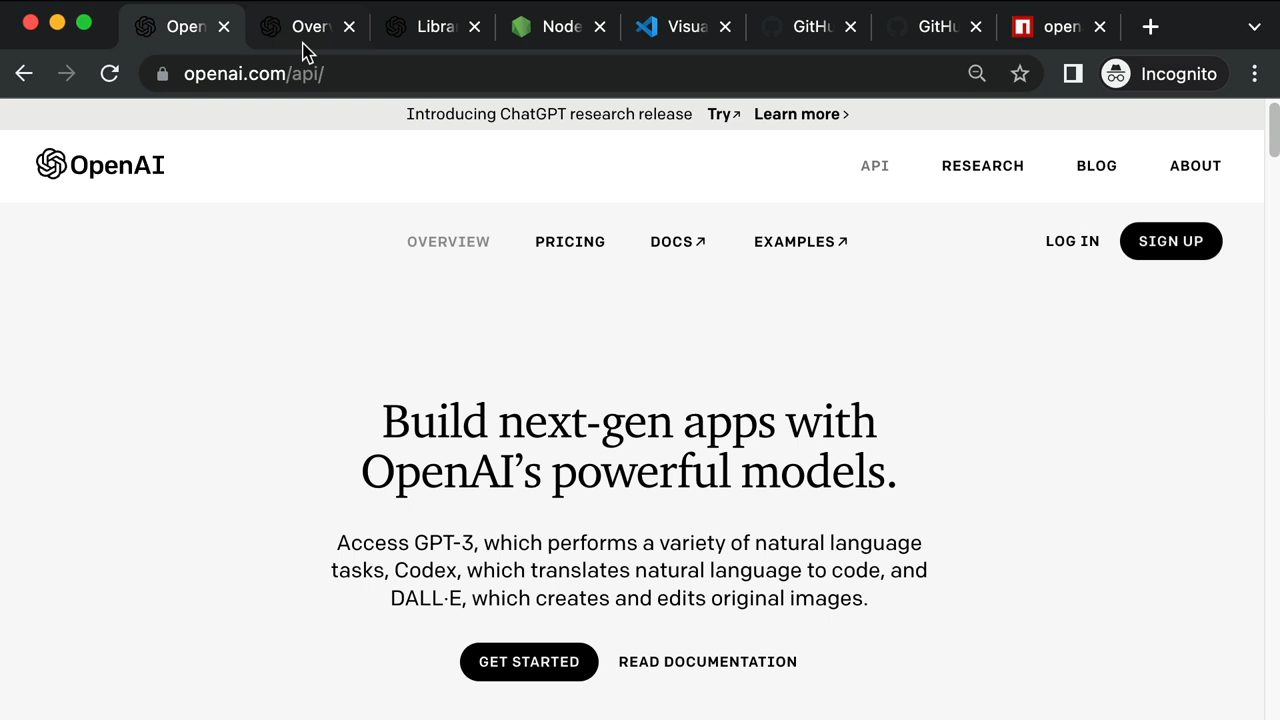 Open
Over
Libra
Node
Visua
GitHu
GitHu
open
openai.com/api/
Incognito
Introducing ChatGPT research release Try↗ Learn more ›
OpenAI
API RESEARCH BLOG ABOUT
OVERVIEW PRICING DOCS↗ EXAMPLES↗ LOG IN SIGN UP
Build next-gen apps with
OpenAI’s powerful models.
Access GPT-3, which performs a variety of natural language
tasks, Codex, which translates natural language to code, and
DALL·E, which creates and edits original images.
GET STARTED READ DOCUMENTATION